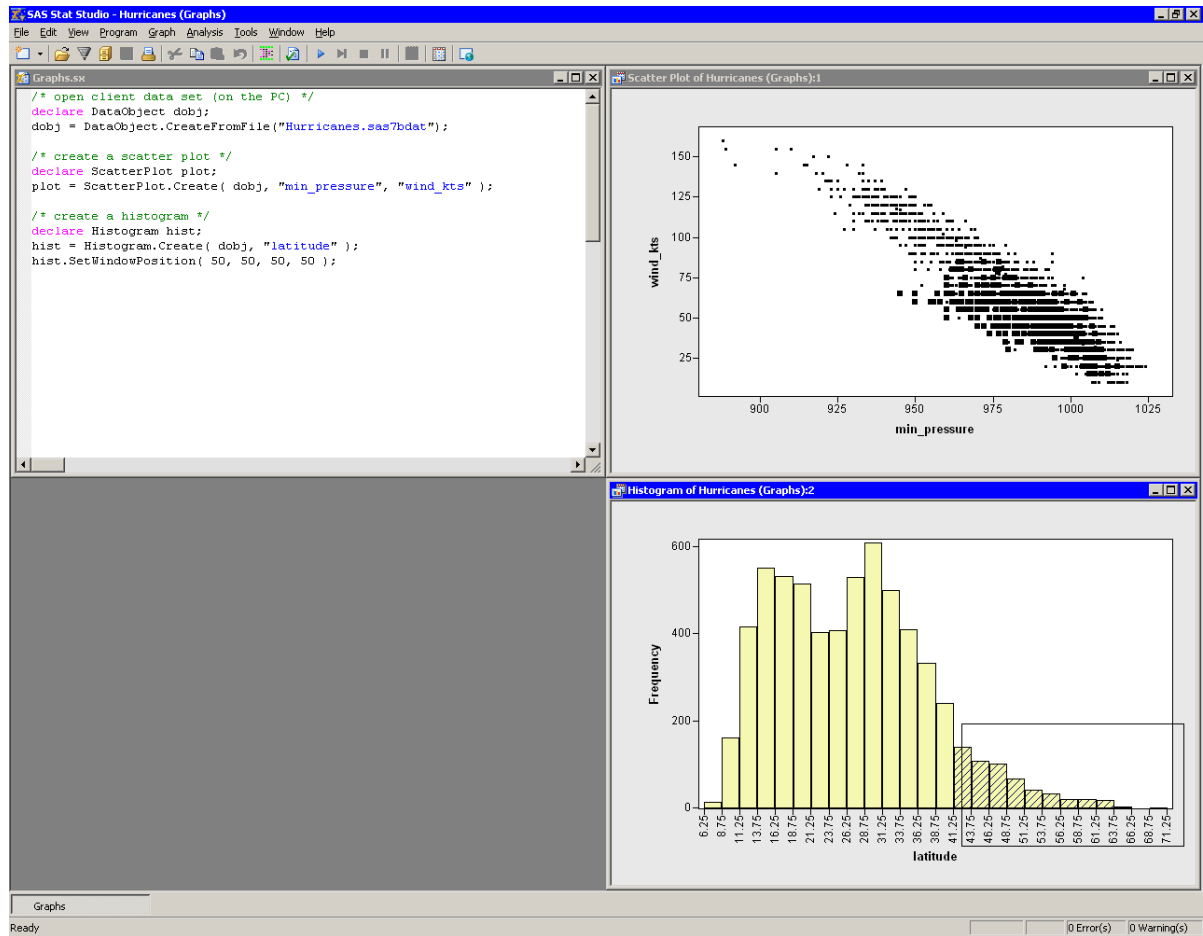 SAS Stat Studio - Hurricanes (Graphs)
File Edit View Program Graph Analysis Tools Window Help
Graphs.sx
/* open client data set (on the PC) */
declare DataObject dobj;
dobj = DataObject.CreateFromFile("Hurricanes.sas7bdat");
/* create a scatter plot */
declare ScatterPlot plot;
plot = ScatterPlot.Create( dobj, "min_pressure", "wind_kts" );
/* create a histogram */
declare Histogram hist;
hist = Histogram.Create( dobj, "latitude" );
hist.SetWindowPosition( 50, 50, 50, 50 );
Scatter Plot of Hurricanes (Graphs):1
150
125
100
75
50
25
wind_kts
900 925 950 975 1000 1025
min_pressure
Histogram of Hurricanes (Graphs):2
600
400
200
0
Frequency
6.25 8.75 11.25 13.75 16.25 18.75 21.25 23.75 26.25 28.75 31.25 33.75 36.25 38.75 41.25 43.75 46.25 48.75 51.25 53.75 56.25 58.75 61.25 63.75 66.25 68.75 71.25
latitude
Graphs
Ready
0 Error(s) 0 Warning(s)